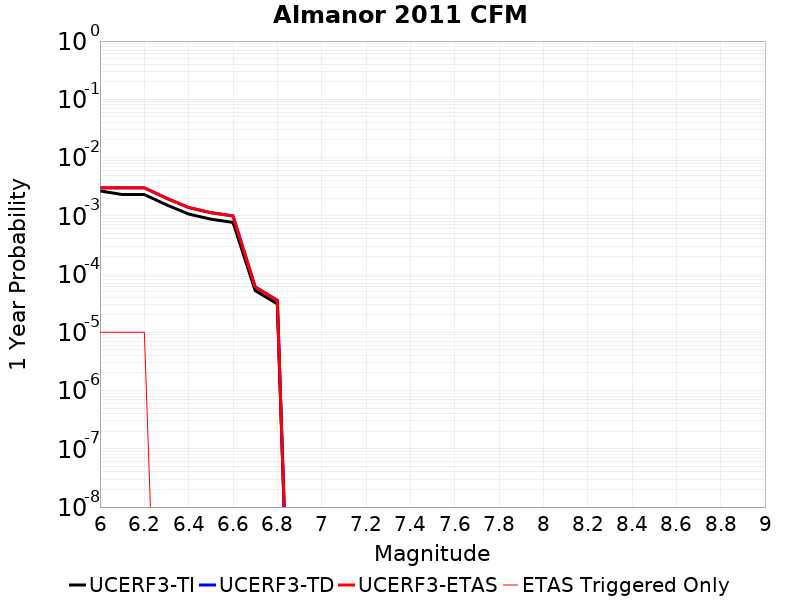 Almanor 2011 CFM
1 Year Probability
10^0
10^-1
10^-2
10^-3
10^-4
10^-5
10^-6
10^-7
10^-8
6 6.2 6.4 6.6 6.8 7 7.2 7.4 7.6 7.8 8 8.2 8.4 8.6 8.8 9
Magnitude
UCERF3-TI UCERF3-TD UCERF3-ETAS ETAS Triggered Only